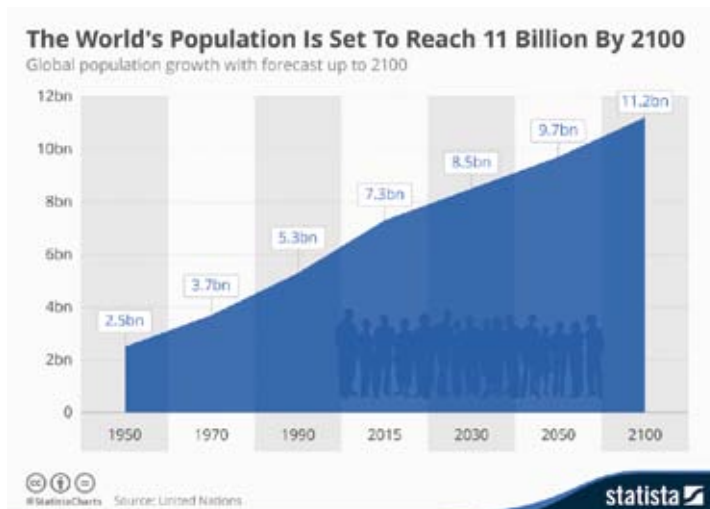 The World's Population Is Set To Reach 11 Billion By 2100
Global population growth with forecast up to 2100
12bn
10bn
8bn
6bn
4bn
2bn
0
2.5bn
3.7bn
5.3bn
7.3bn
8.5bn
9.7bn
11.2bn
1950 1970 1990 2015 2030 2050 2100
@StatistaCharts Source: United Nations
statista